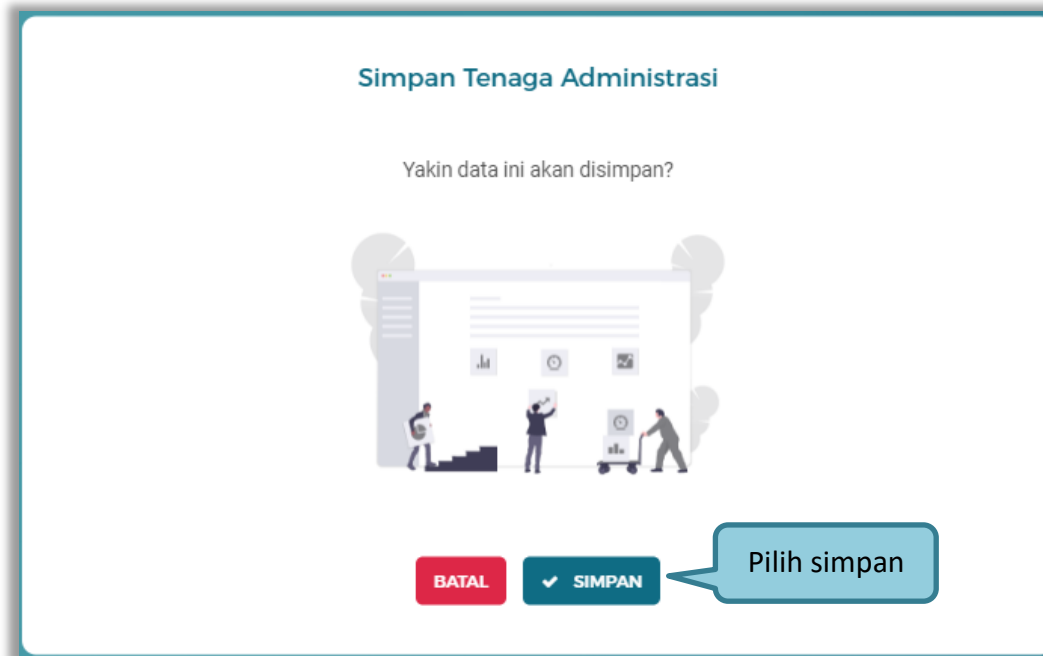 Simpan Tenaga Administrasi
Yakin data ini akan disimpan?
BATAL
SIMPAN
Pilih simpan